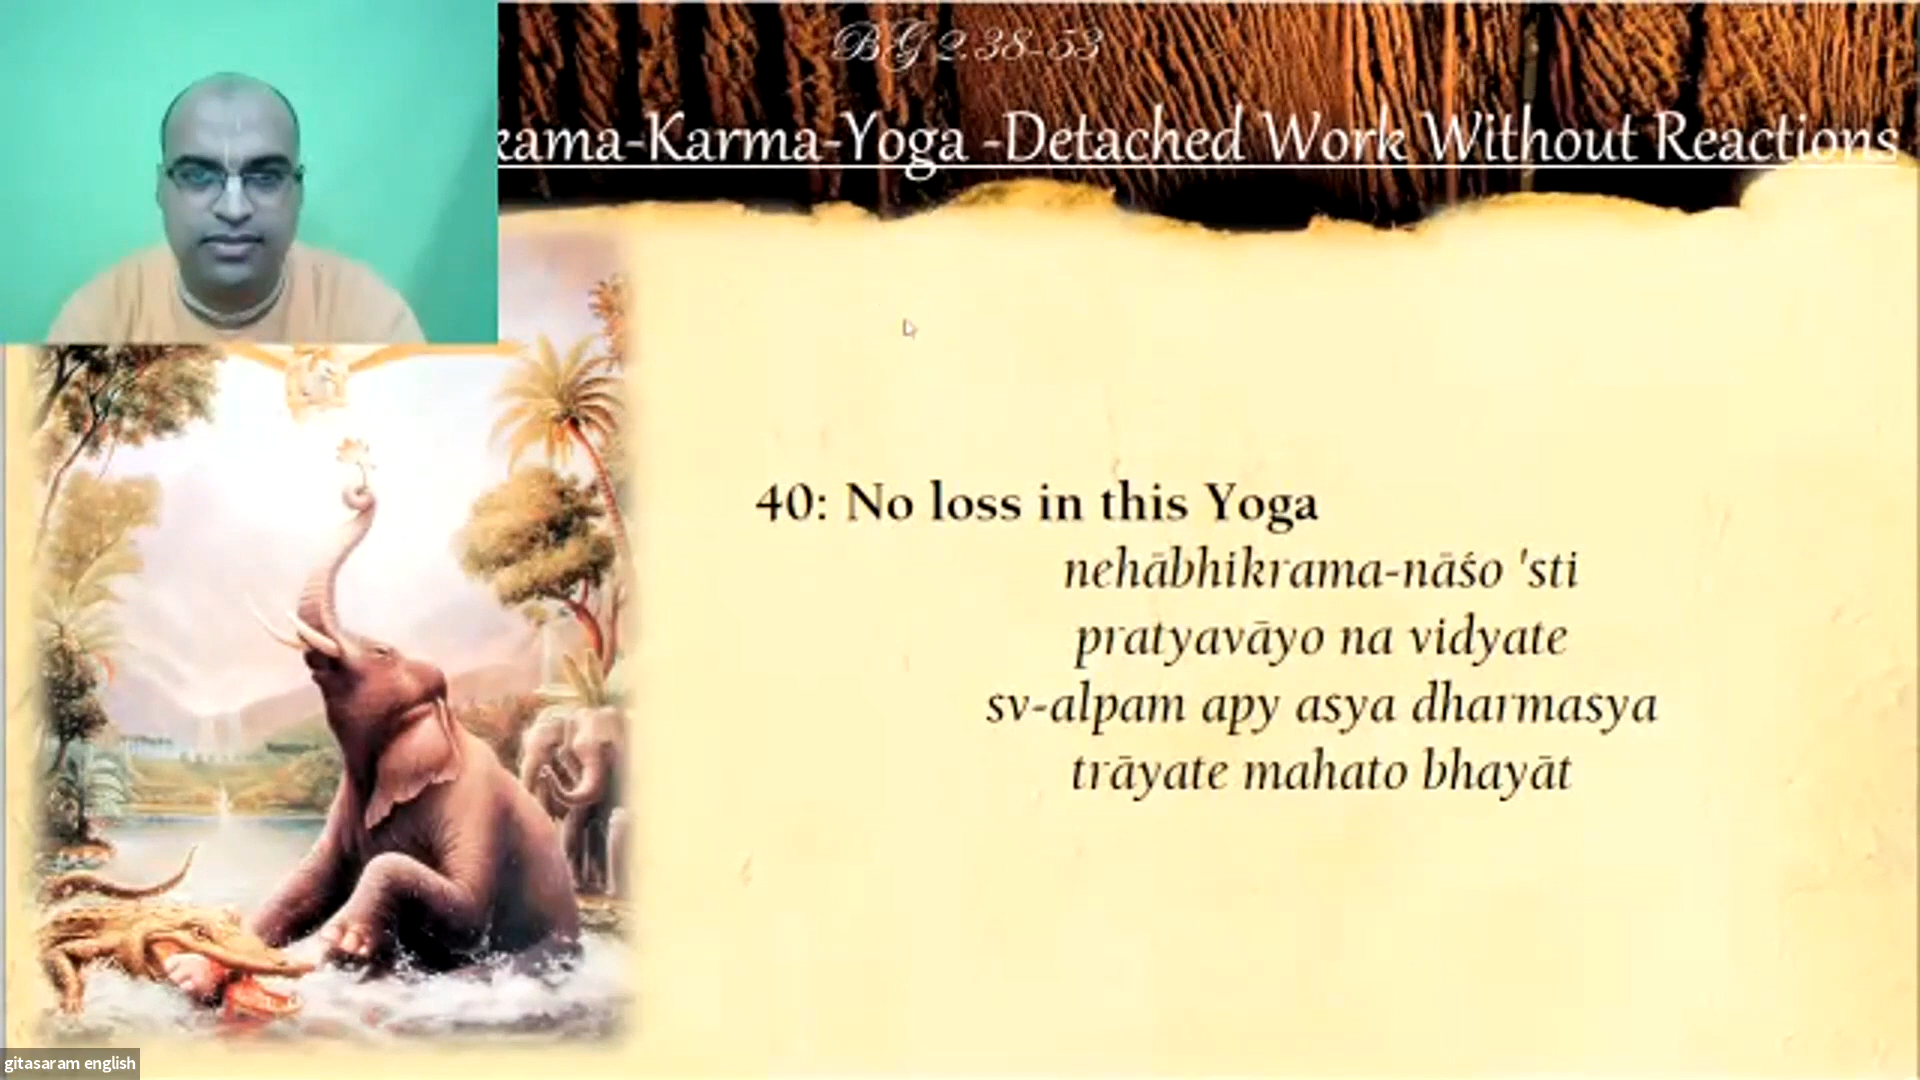 BG 2.38-53
kama-Karma-Yoga -Detached Work Without Reactions
40: No loss in this Yoga
nehābhikrama-nāśo 'sti
pratyavāyo na vidyate
sv-alpam apy asya dharmasya
trāyate mahato bhayāt
gitasaram english